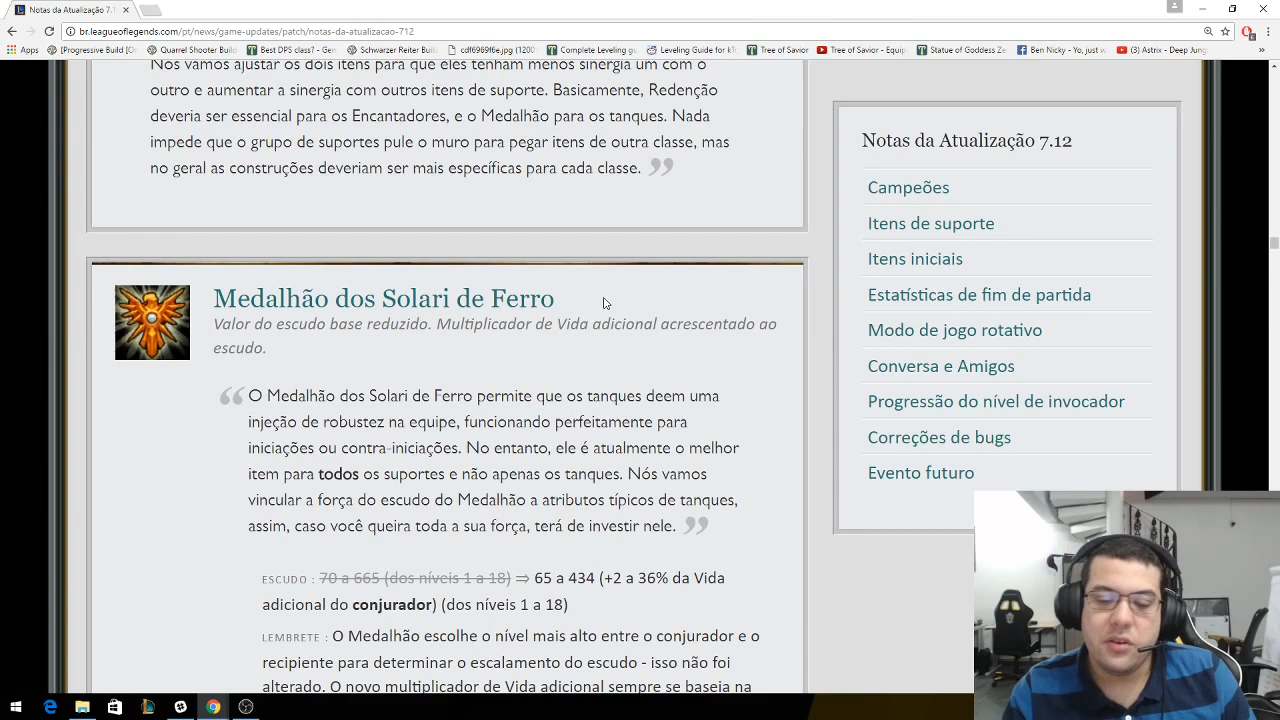 Notas da Atualização 7.1
br.leagueoflegends.com/pt/news/game-updates/patch/notas-da-atualizacao-712
Apps
[Progressive Build [O
Quarrel Shooter Build
Best DPS class? - Gen
Schwarzer Reiter Buil
cdf6969f6e.jpg (1200
Complete Leveling gu
Leveling Guide
Tree of Savior
Tree of Savior - Equip
Statue of Goddess Ze
Ben Nicky - Yo, just w
(3) Astrix - Deep Jung
Nós vamos ajustar os dois itens para que eles tenham menos sinergia um com o
outro e aumentar a sinergia com outros itens de suporte. Basicamente, Redenção
deveria ser essencial para os Encantadores, e o Medalhão para os tanques. Nada
impede que o grupo de suportes pule o muro para pegar itens de outra classe, mas
no geral as construções deveriam ser mais específicas para cada classe. ”
Medalhão dos Solari de Ferro
Valor do escudo base reduzido. Multiplicador de Vida adicional acrescentado ao
escudo.
“ O Medalhão dos Solari de Ferro permite que os tanques deem uma
injeção de robustez na equipe, funcionando perfeitamente para
iniciações ou contra-iniciações. No entanto, ele é atualmente o melhor
item para todos os suportes e não apenas os tanques. Nós vamos
vincular a força do escudo do Medalhão a atributos típicos de tanques,
assim, caso você queira toda a sua força, terá de investir nele. ”
ESCUDO : 70 a 665 (dos níveis 1 a 18) ⇒ 65 a 434 (+2 a 36% da Vida
adicional do conjurador) (dos níveis 1 a 18)
LEMBRETE : O Medalhão escolhe o nível mais alto entre o conjurador e o
recipiente para determinar o escalamento do escudo - isso não foi
alterado. O novo multiplicador de Vida adicional sempre se baseia na
Notas da Atualização 7.12
Campeões
Itens de suporte
Itens iniciais
Estatísticas de fim de partida
Modo de jogo rotativo
Conversa e Amigos
Progressão do nível de invocador
Correções de bugs
Evento futuro